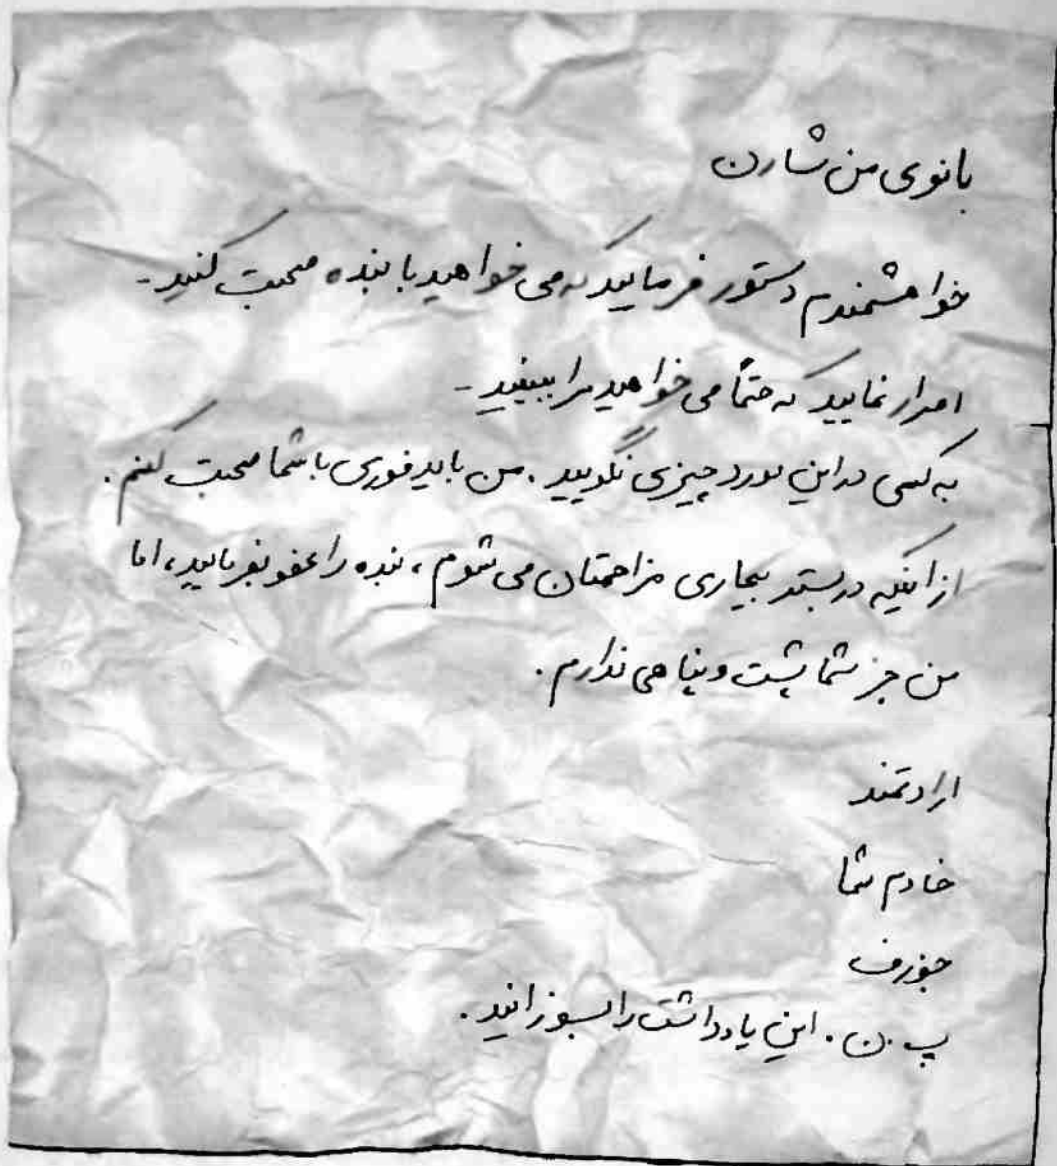 بانوی من شارن
خواهشمندم دستور فرمایید که می خواهید با بنده صحبت کنید -
اصرار نمایید که حتماً می خواهید مرا ببینید -
به کسی در این مورد چیزی نگویید . من باید فوری با شما صحبت کنم .
از اینکه در بستر بیماری مزاحمتان می شوم ، بنده را عفو بفرمایید ، اما
من جز شما پشت و پناهی ندارم .
ارادتمند
خادم شما
جوزف
پ . ن . این یادداشت را بسوزانید .